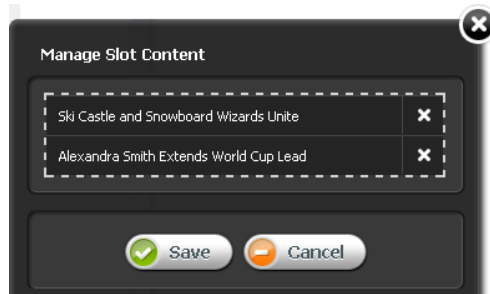 Manage Slot Content
Ski Castle and Snowboard Wizards Unite
Alexandra Smith Extends World Cup Lead
Save
Cancel